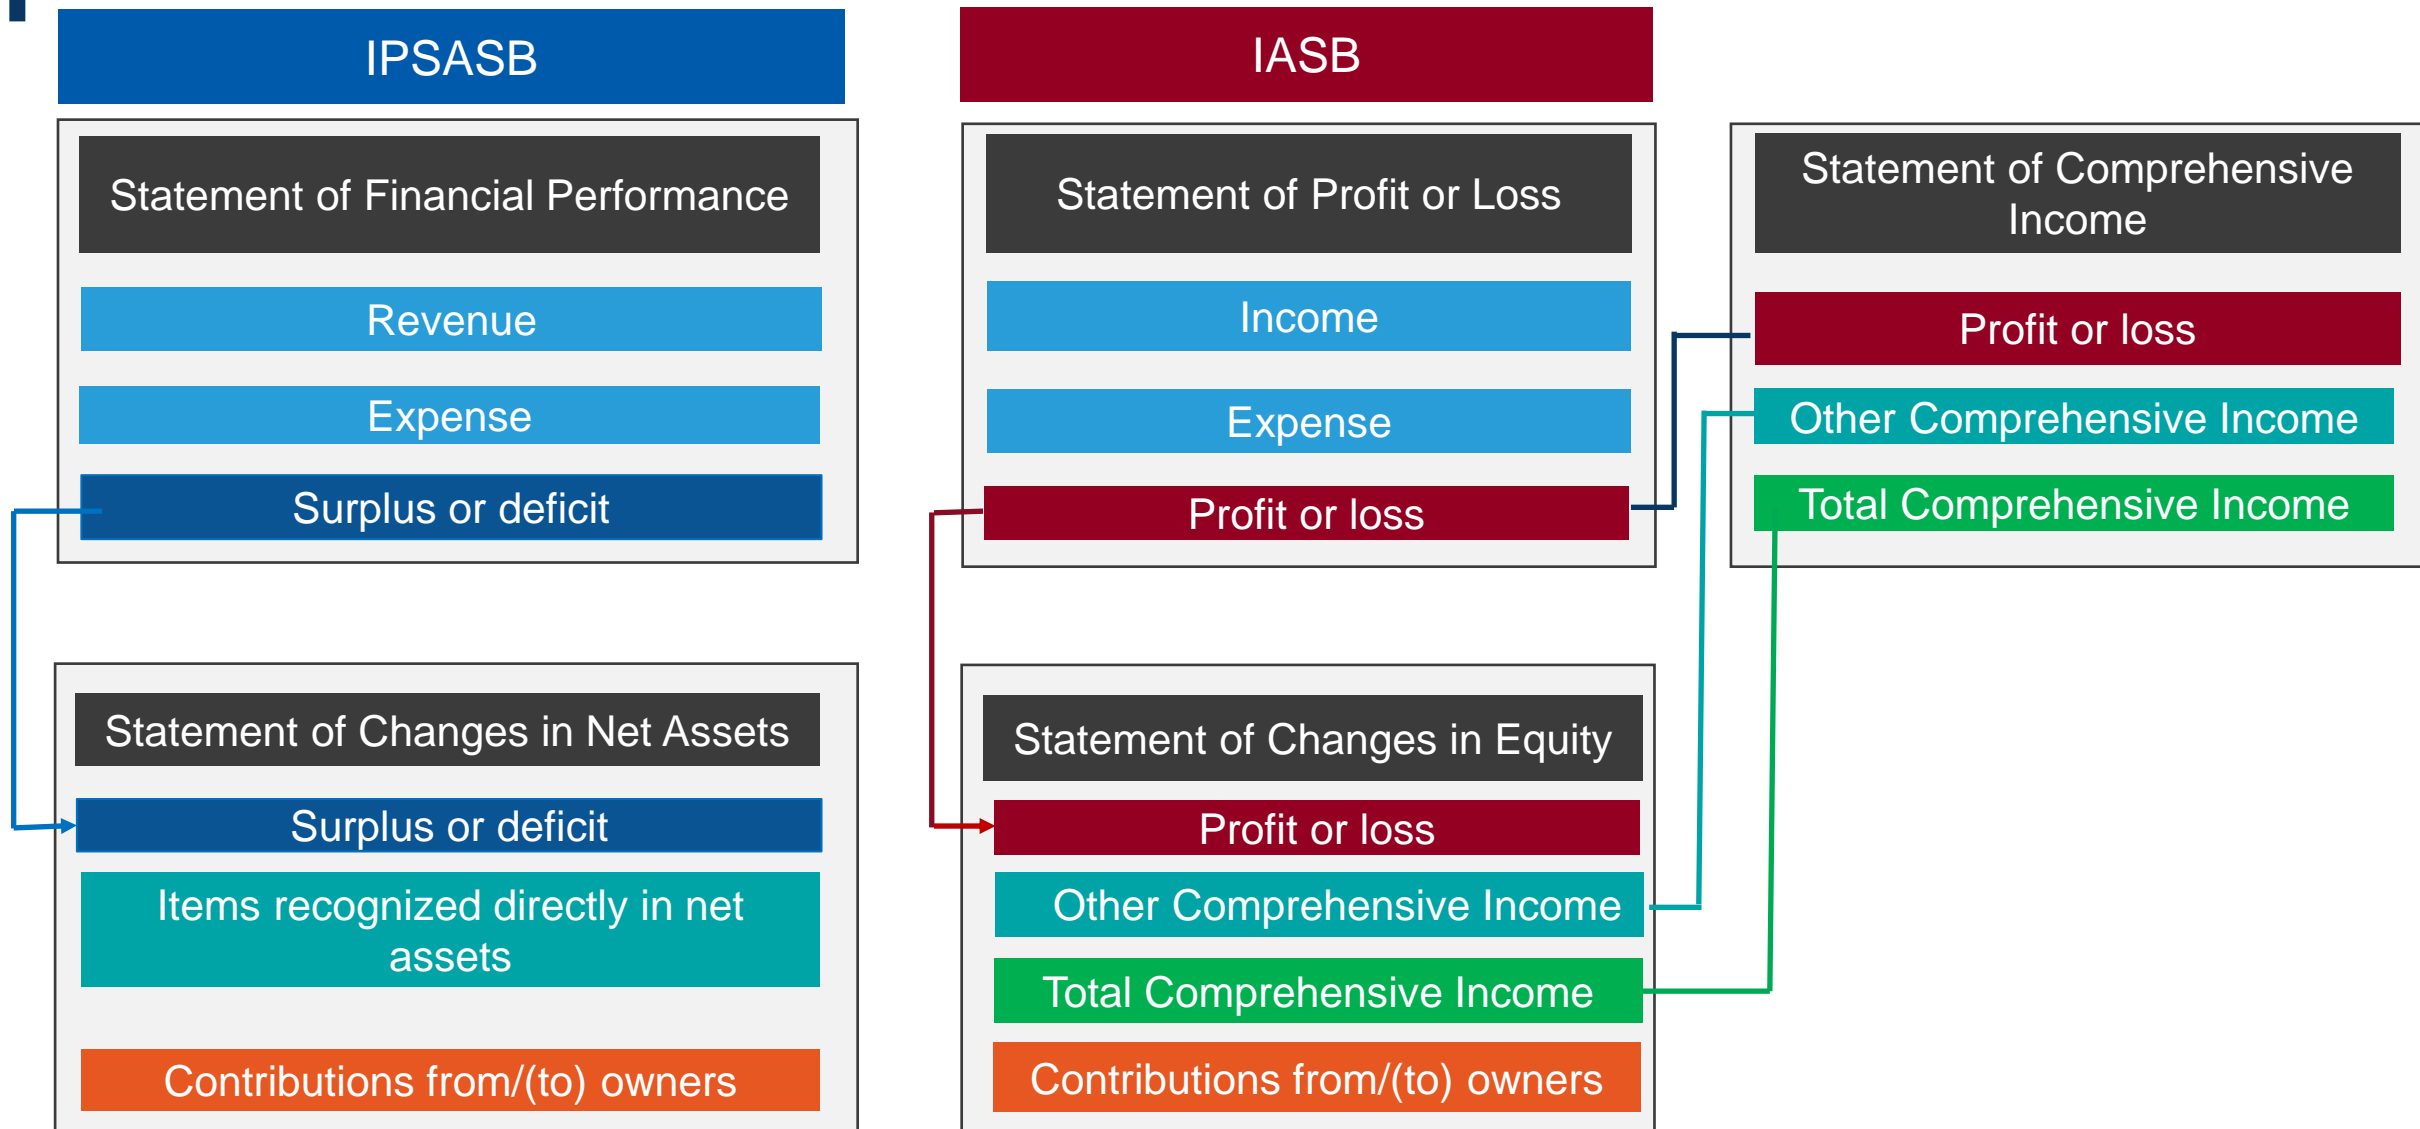 IPSASB
Statement of Financial Performance
Revenue
Expense
Surplus or deficit
Statement of Changes in Net Assets
Surplus or deficit
Items recognized directly in net
assets
Contributions from/(to) owners
IASB
Statement of Profit or Loss
Income
Expense
Profit or loss
Statement of Changes in Equity
Profit or loss
Other Comprehensive Income
Total Comprehensive Income
Contributions from/(to) owners
Statement of Comprehensive
Income
Profit or loss
Other Comprehensive Income
Total Comprehensive Income